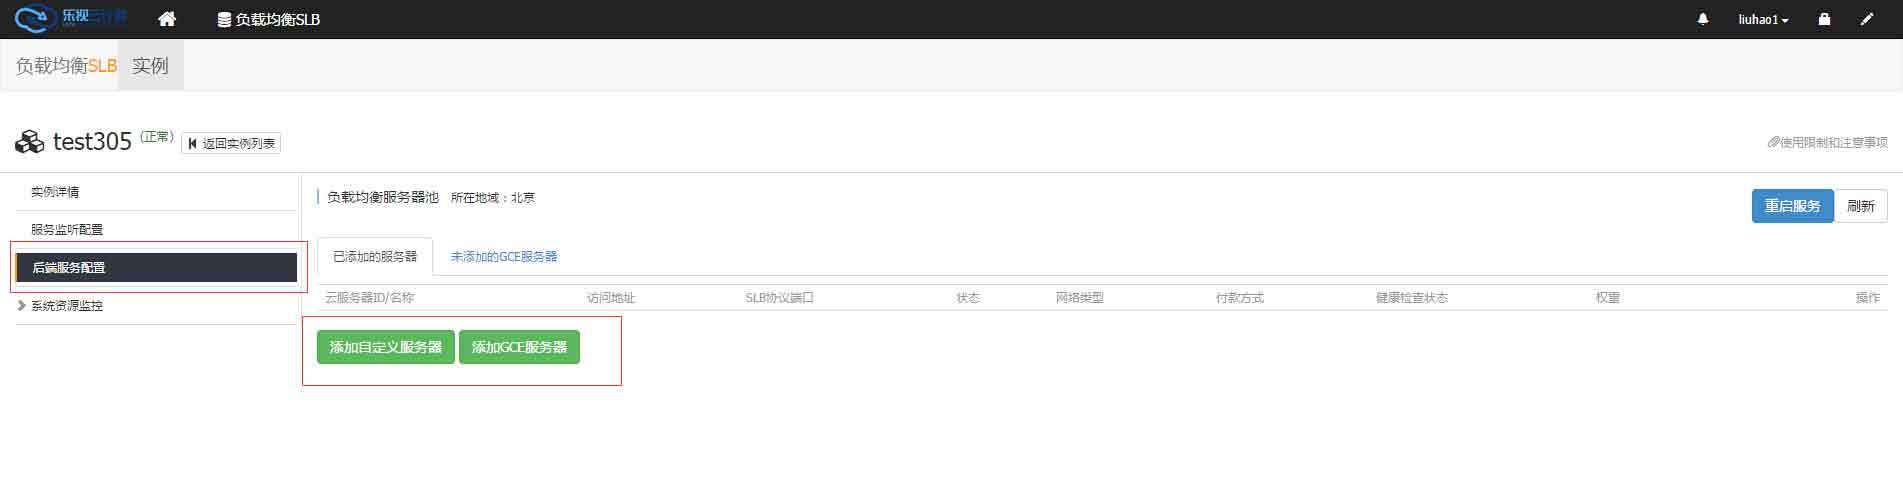 乐视云计算
负载均衡SLB
liuhao1
负载均衡SLB 实例
test305 (正常) 返回实例列表
使用限制和注意事项
实例详情
服务监听配置
后端服务配置
系统资源监控
负载均衡服务器池 所在地域：北京
重启服务 刷新
已添加的服务器 未添加的GCE服务器
云服务器ID/名称 访问地址 SLB协议端口 状态 网络类型 付款方式 健康检查状态 权重 操作
添加自定义服务器 添加GCE服务器